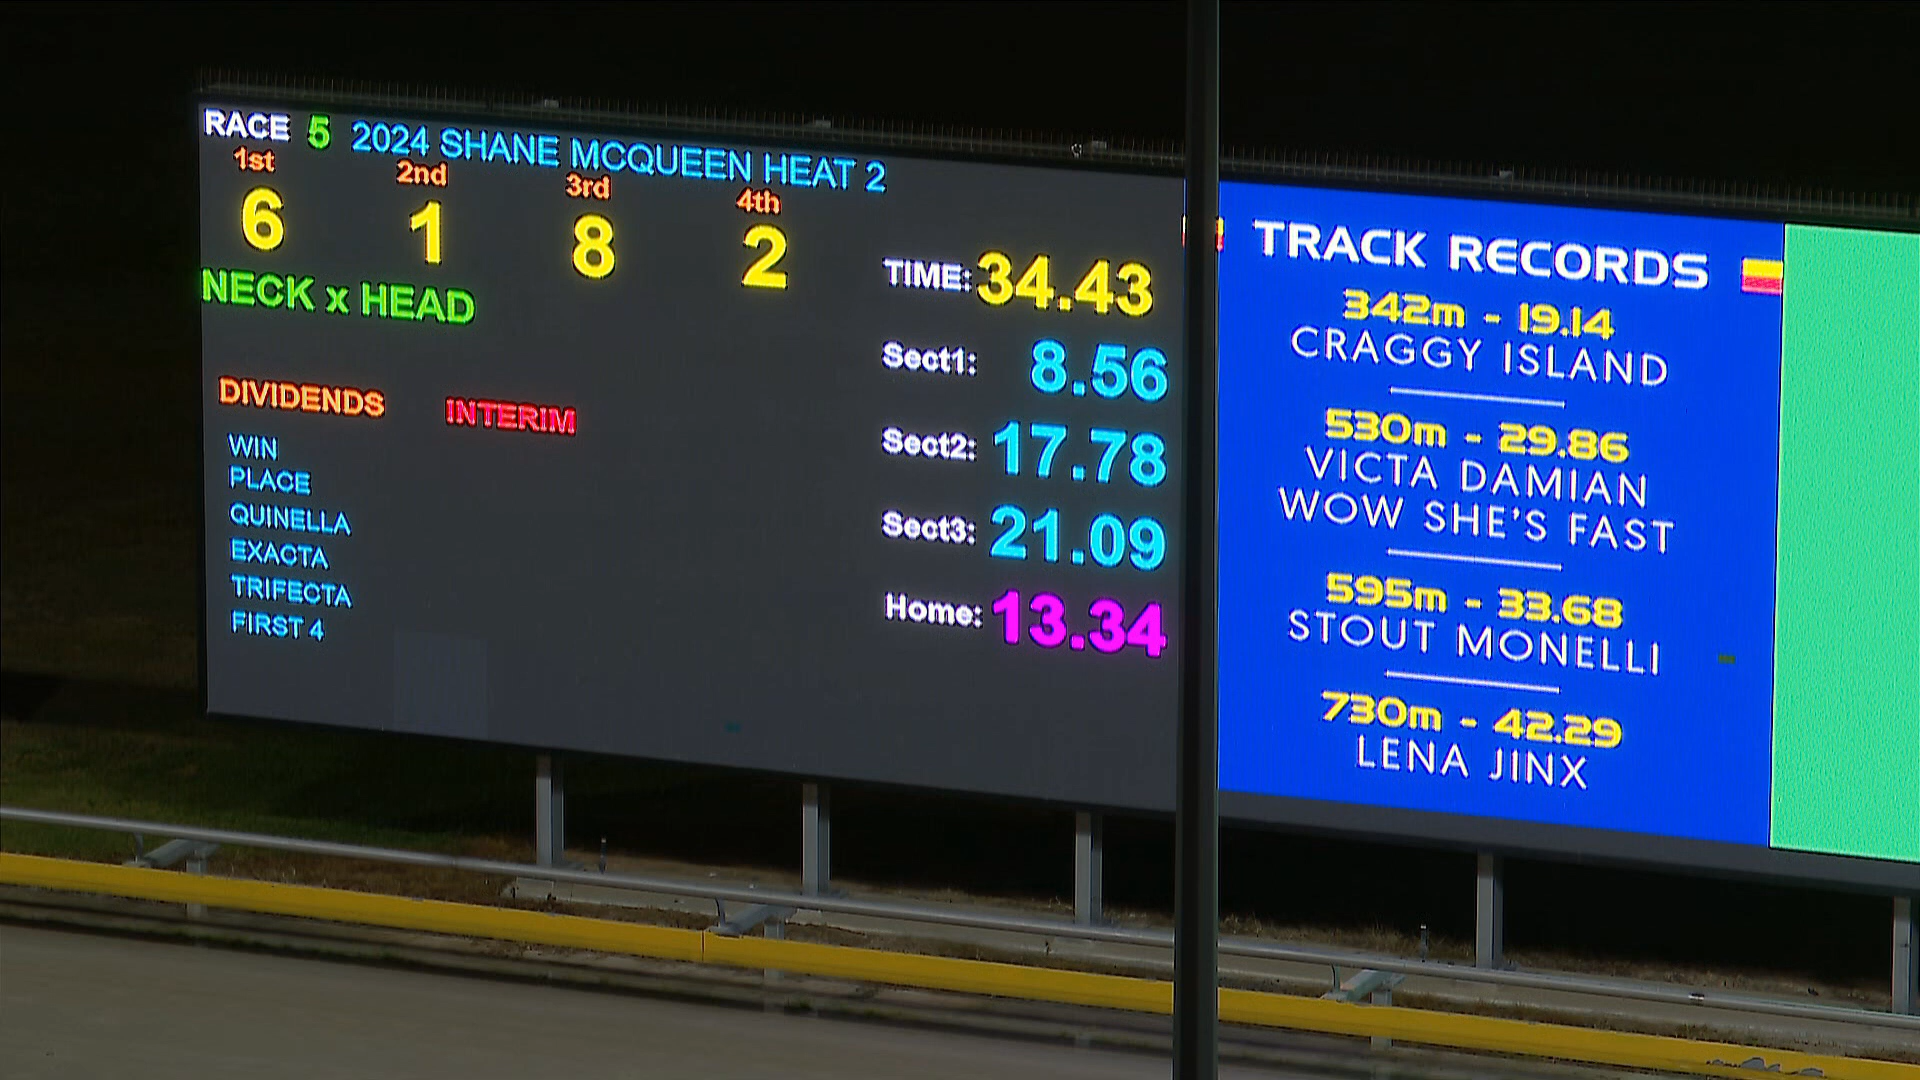 RACE 5 2024 SHANE MCQUEEN HEAT 2
1st 2nd 3rd 4th
6 1 8 2
NECK x HEAD
DIVIDENDS INTERIM
WIN
PLACE
QUINELLA
EXACTA
TRIFECTA
FIRST 4
TIME: 34.43
Sect1: 8.56
Sect2: 17.78
Sect3: 21.09
Home: 13.34
TRACK RECORDS
342m - 19.14
CRAGGY ISLAND
530m - 29.86
VICTA DAMIAN
WOW SHE'S FAST
595m - 33.68
STOUT MONELLI
730m - 42.29
LENA JINX